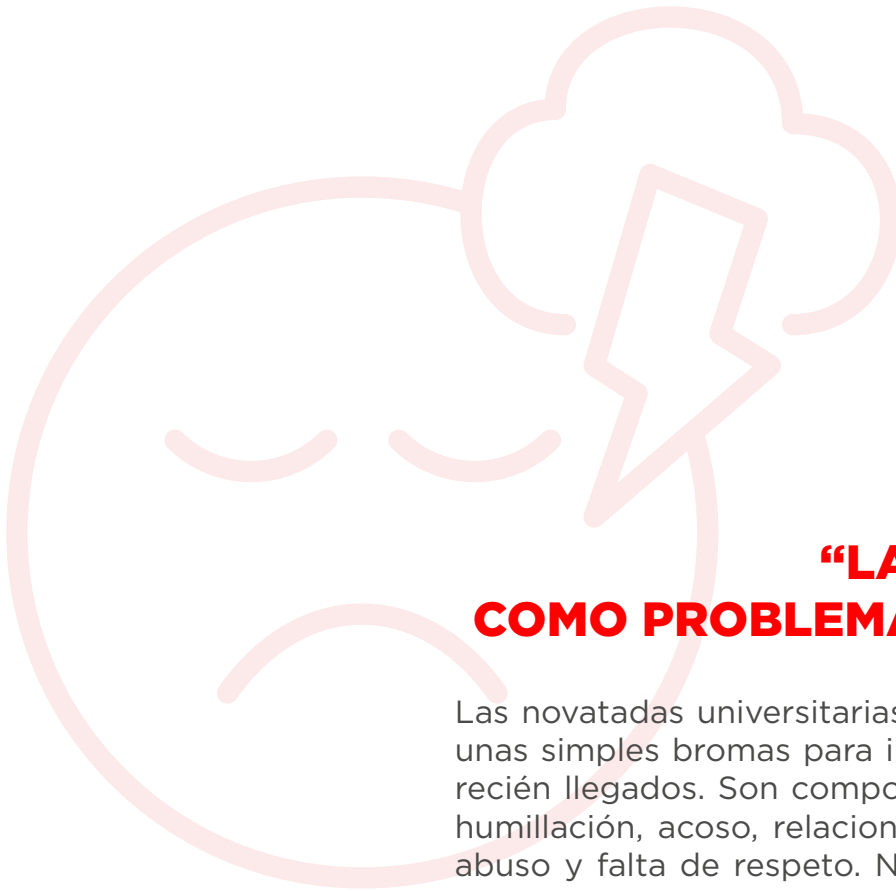 “LA
COMO PROBLEMA
Las novatadas universitarias
unas simples bromas para i
recién llegados. Son compo
humillación, acoso, relacion
abuso y falta de respeto. N